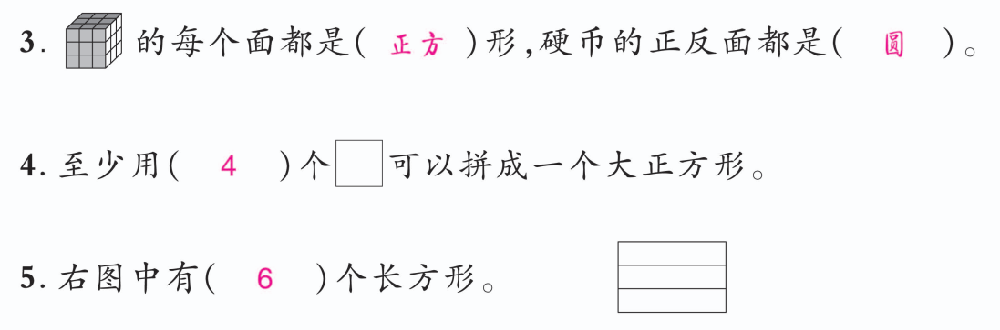 3. 的每个面都是( 正方 )形,硬币的正反面都是( 圆 )。
4. 至少用( 4 )个 可以拼成一个大正方形。
5. 右图中有( 6 )个长方形。